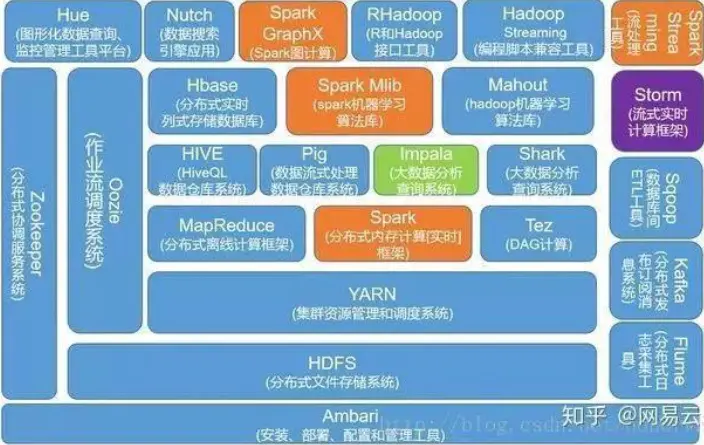 Hue
(图形化数据查询、
监控管理工具平台)
Nutch
(数据搜索
引擎应用)
Spark
GraphX
(Spark图计算)
RHadoop
(R和Hadoop
接口工具)
Hadoop
Streaming
(编程脚本兼容工具)
Spark
Strea
ming
(流处理
工具)
Zookeeper
(分布式协调服务系统)
Oozie
(作业流调度系统)
Hbase
(分布式实时
列式存储数据库)
Spark Mlib
(spark机器学习
算法库)
Mahout
(hadoop机器学习
算法库)
Storm
(流式实时
计算框架)
HIVE
(HiveQL
数据仓库系统)
Pig
(数据流式处理
数据仓库系统)
Impala
(大数据分析
查询系统)
Shark
(大数据分析
查询系统)
Sqoop
(数据库间
ETL工具)
MapReduce
(分布式离线计算框架)
Spark
(分布式内存计算[实时]
框架)
Tez
(DAG计算)
Kafka
(分布式发
布订阅消
息系统)
YARN
(集群资源管理和调度系统)
Flume
(分布式日
志采集工
具)
HDFS
(分布式文件存储系统)
Ambari
(安装、部署、配置和管理工具)
知乎 @网易云